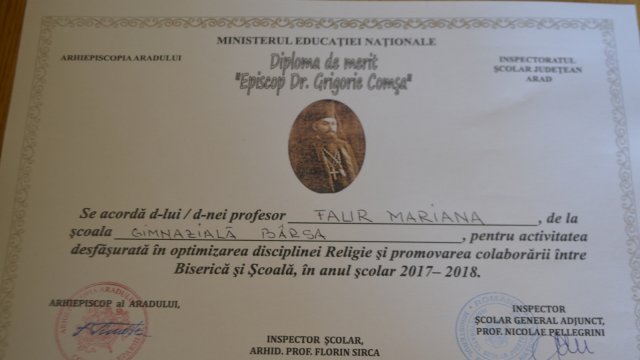 MINISTERUL EDUCAȚIEI NAȚIONALE
ARHIEPISCOPIA ARADULUI
INSPECTORATUL
ȘCOLAR JUDEȚEAN
ARAD
Diploma de merit
"Episcop Dr. Grigorie Comșa"
Se acordă d-lui / d-nei profesor FAUR MARIANA, de la
școala GIMNAZIALĂ BÂRSA, pentru activitatea
desfășurată în optimizarea disciplinei Religie și promovarea colaborării între
Biserică și Școală, în anul școlar 2017– 2018.
ARHIEPISCOP al ARADULUI,
INSPECTOR ȘCOLAR,
ARHID. PROF. FLORIN SIRCA
INSPECTOR
ȘCOLAR GENERAL ADJUNCT,
PROF. NICOLAE PELLEGRINI